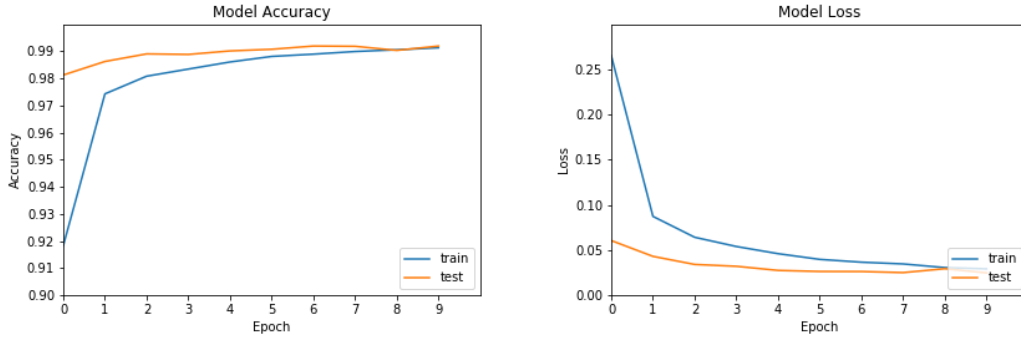 Model Accuracy
0.99
0.98
0.97
0.96
0.95
0.94
0.93
0.92
0.91
0.90
Accuracy
0 1 2 3 4 5 6 7 8 9
Epoch
train
test
Model Loss
0.25
0.20
0.15
0.10
0.05
0.00
Loss
0 1 2 3 4 5 6 7 8 9
Epoch
train
test